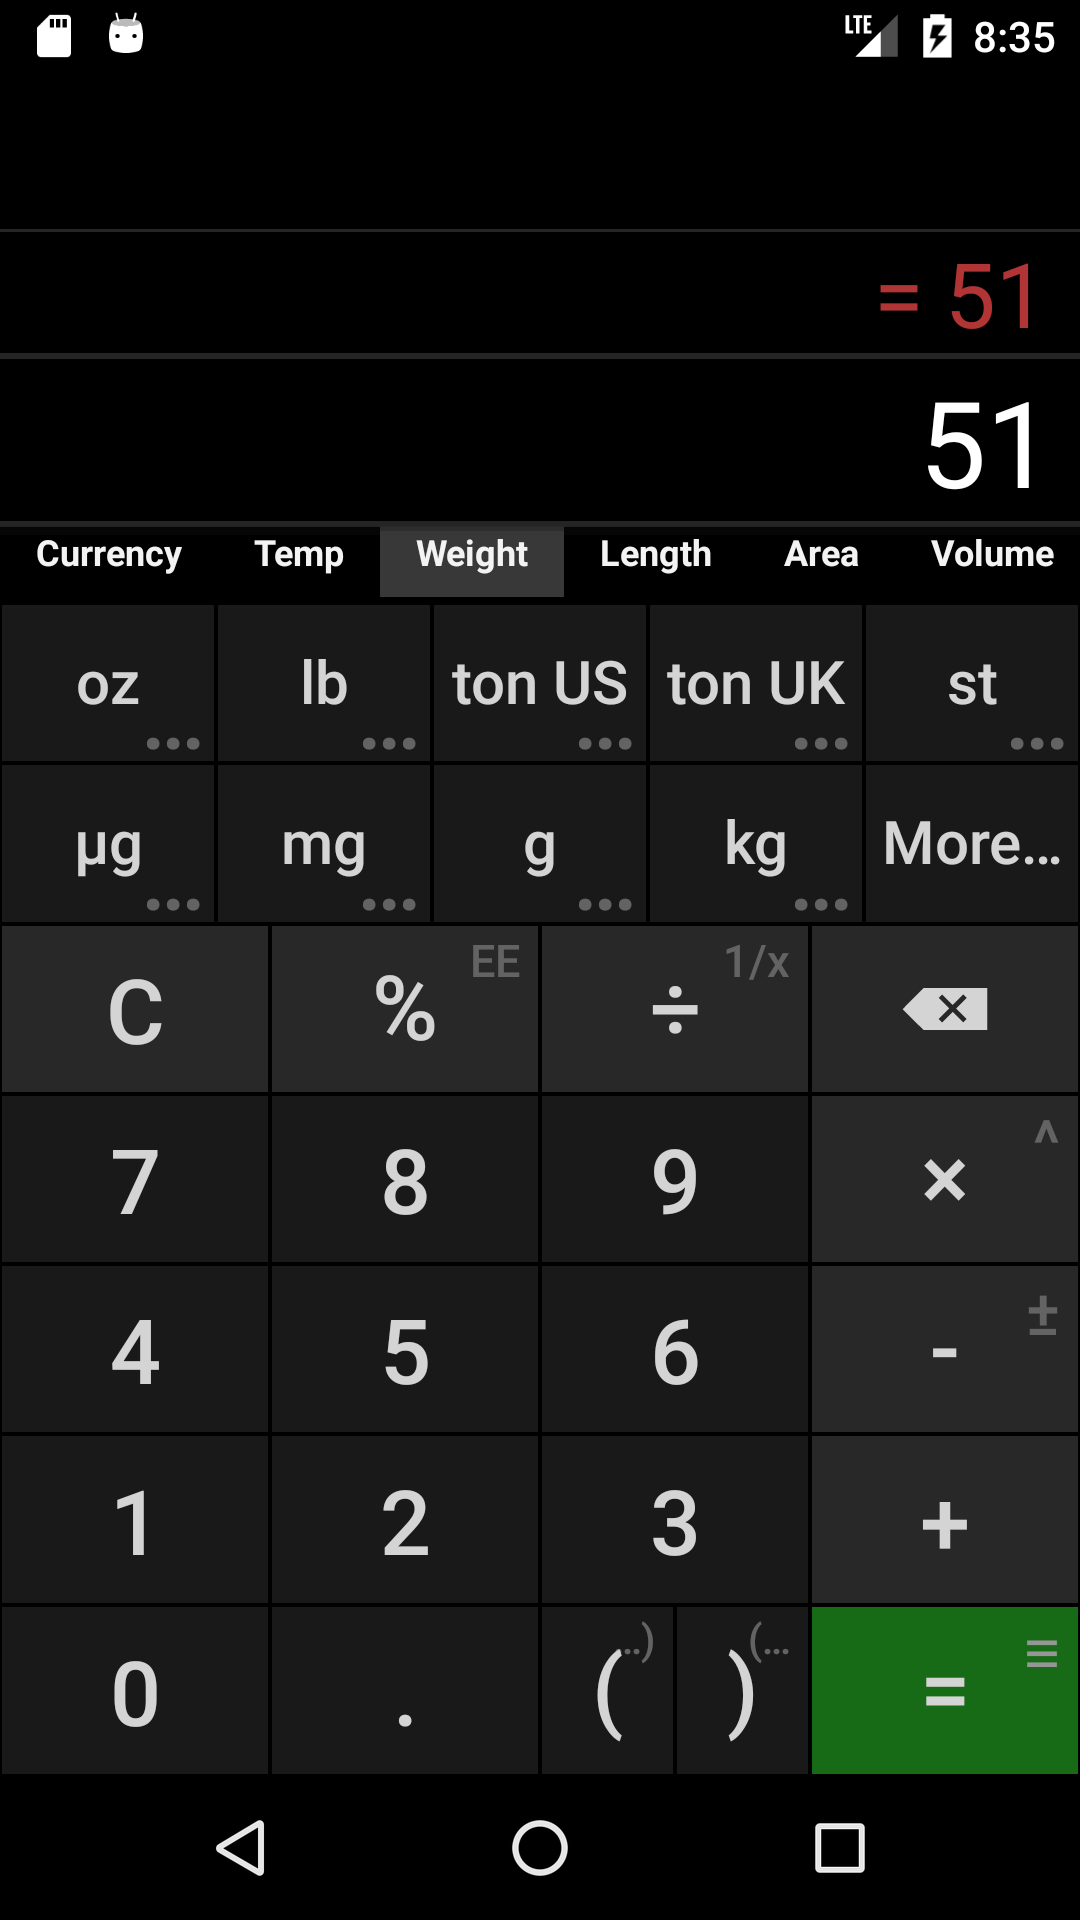 LTE 8:35
= 51
51
Currency Temp Weight Length Area Volume
oz lb ton US ton UK st
µg mg g kg More...
C % EE ÷ 1/x
7 8 9 × ^
4 5 6 - ±
1 2 3 +
0 . ( ..) ) (... =